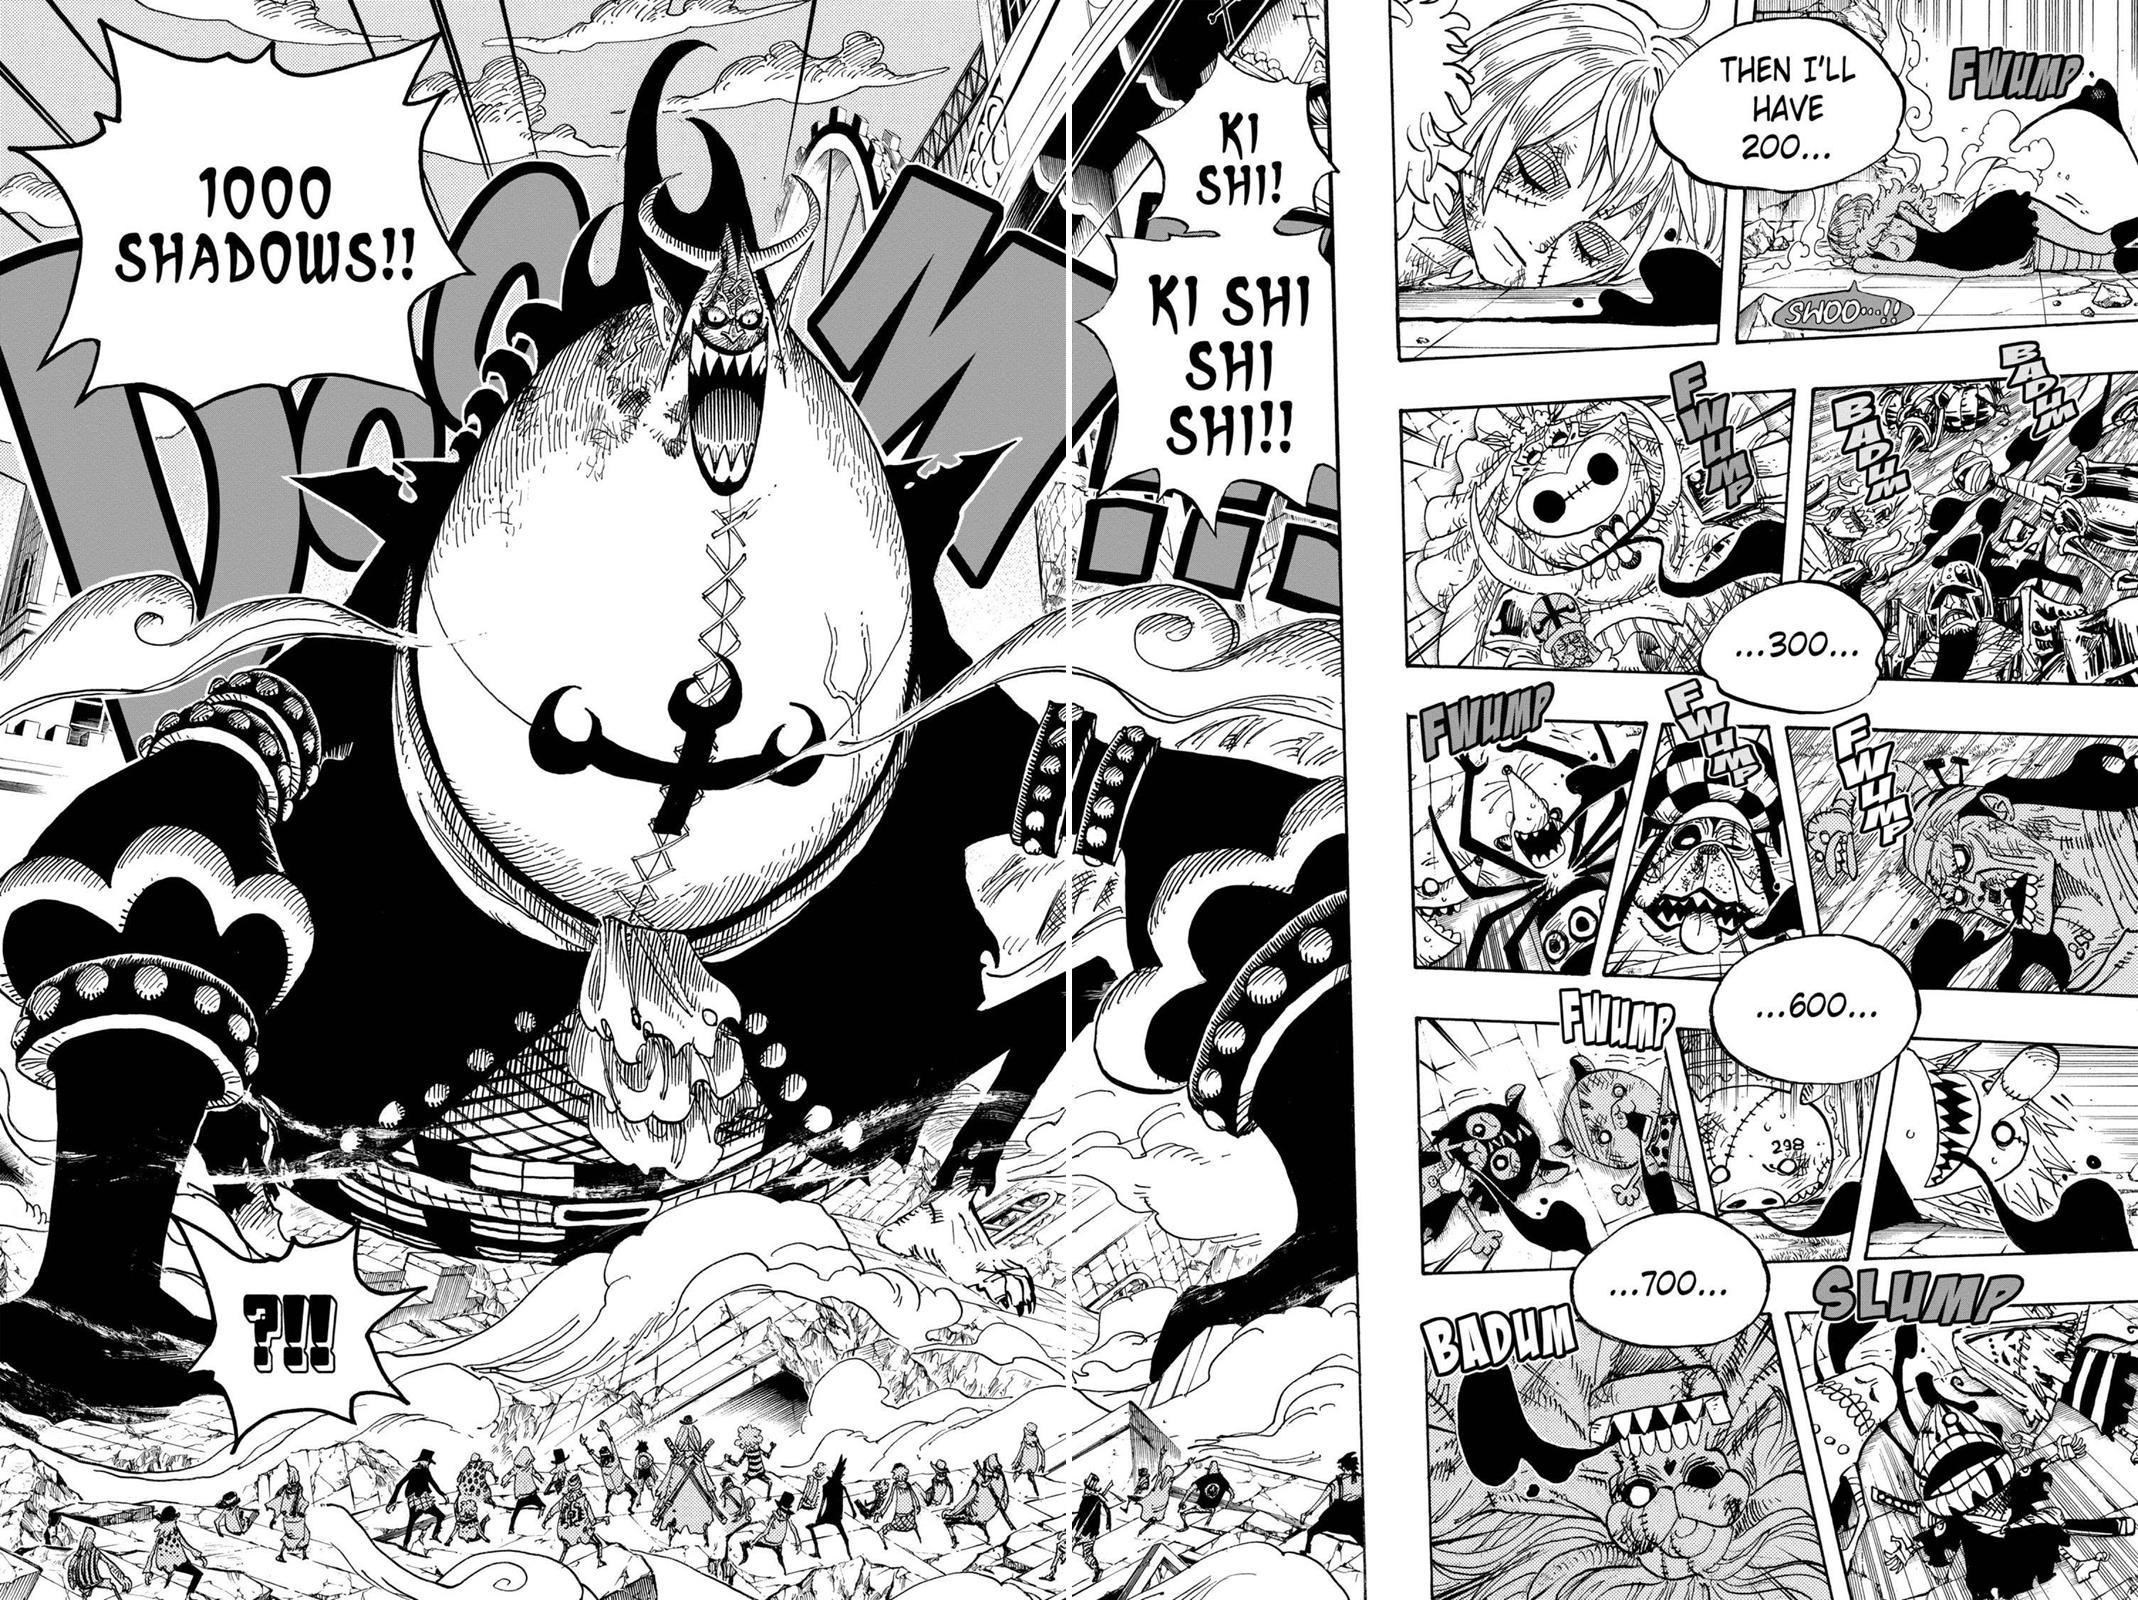 THEN I'LL
HAVE
200...
FWUMP
SWOO...!!
FWUMP
BADUM
BADUM
...300...
FWUMP
FWUMP
FWUMP
...600...
FWUMP
298
...700...
BADUM
SLUMP
KI
SHI!
KI SHI
SHI
SHI!!
1000
SHADOWS!!
?!!